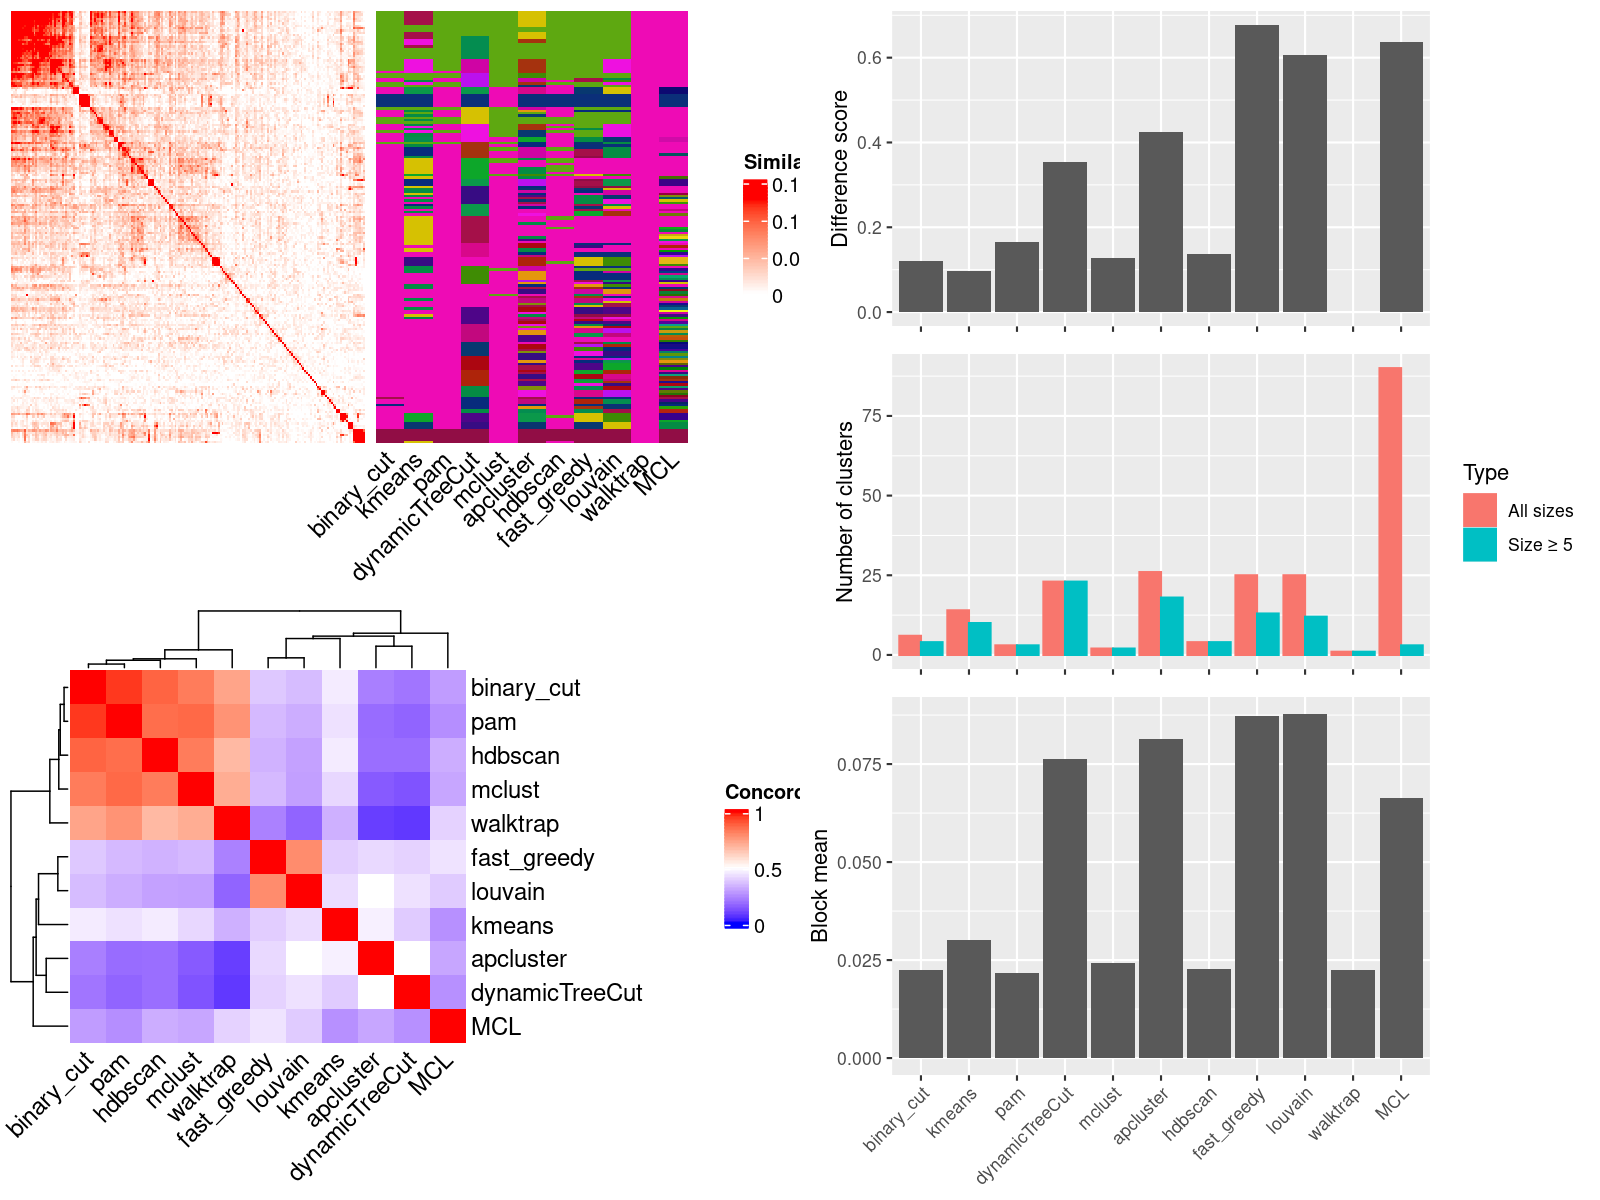 Simila
0.1
0.1
0.0
0
binary_cut
kmeans
pam
dynamicTreeCut
mclust
apcluster
hdbscan
fast_greedy
louvain
walktrap
MCL
binary_cut
pam
hdbscan
mclust
walktrap
fast_greedy
louvain
kmeans
apcluster
dynamicTreeCut
MCL
binary_cut
pam
hdbscan
mclust
walktrap
fast_greedy
louvain
kmeans
apcluster
dynamicTreeCut
MCL
Concord
1
0.5
0
Difference score
0.6
0.4
0.2
0.0
Number of clusters
75
50
25
0
Type
All sizes
Size ≥ 5
Block mean
0.075
0.050
0.025
0.000
binary_cut
kmeans
pam
dynamicTreeCut
mclust
apcluster
hdbscan
fast_greedy
louvain
walktrap
MCL